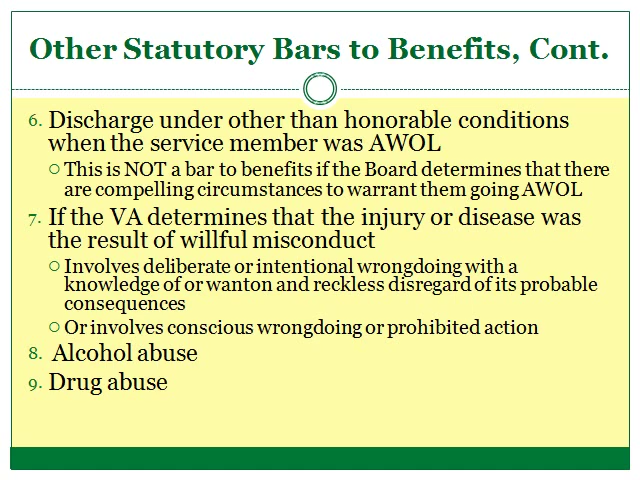 Other Statutory Bars to Benefits, Cont.
6. Discharge under other than honorable conditions
when the service member was AWOL
This is NOT a bar to benefits if the Board determines that there
are compelling circumstances to warrant them going AWOL
7. If the VA determines that the injury or disease was
the result of willful misconduct
Involves deliberate or intentional wrongdoing with a
knowledge of or wanton and reckless disregard of its probable
consequences
Or involves conscious wrongdoing or prohibited action
8. Alcohol abuse
9. Drug abuse